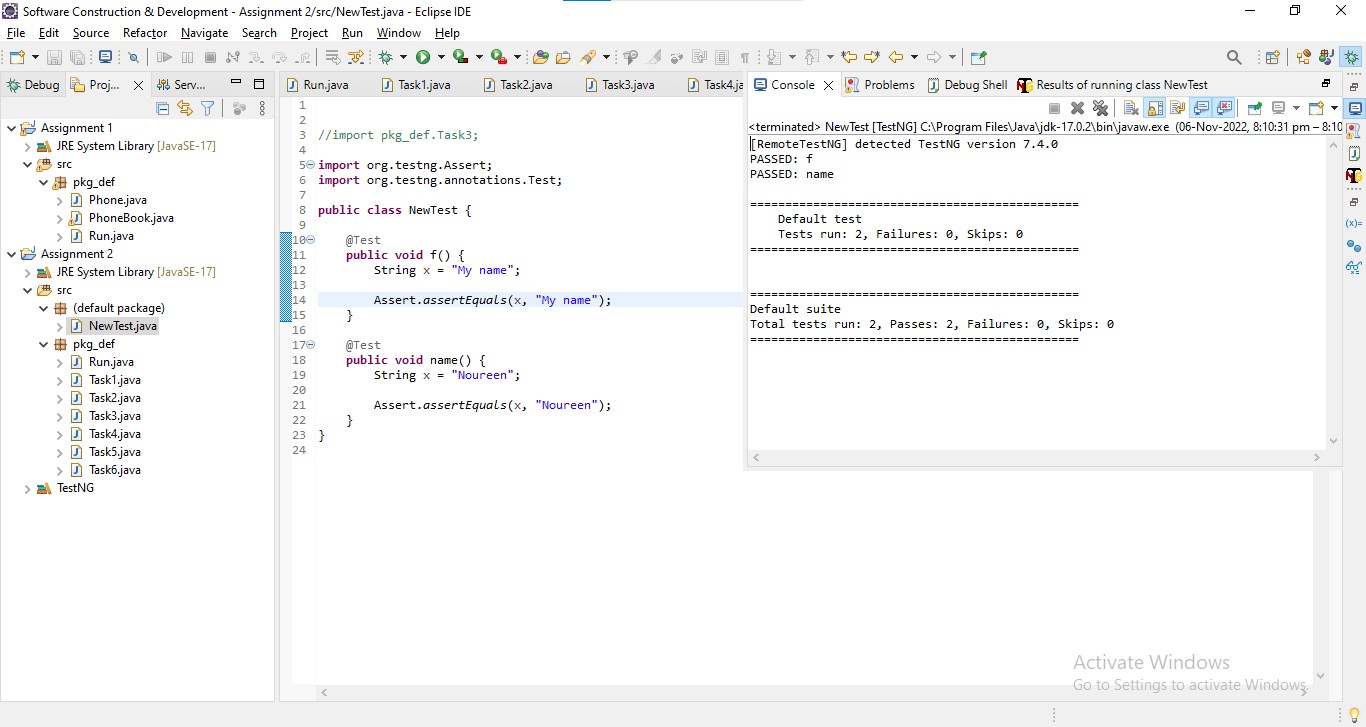 Software Construction & Development - Assignment 2/src/NewTest.java - Eclipse IDE
File Edit Source Refactor Navigate Search Project Run Window Help
Debug Proj... Serv...
Assignment 1
JRE System Library [JavaSE-17]
src
pkg_def
Phone.java
PhoneBook.java
Run.java
Assignment 2
JRE System Library [JavaSE-17]
src
(default package)
NewTest.java
pkg_def
Run.java
Task1.java
Task2.java
Task3.java
Task4.java
Task5.java
Task6.java
TestNG
Run.java Task1.java Task2.java Task3.java Task4.ja
1
2
3 //import pkg_def.Task3;
4
5 import org.testng.Assert;
6 import org.testng.annotations.Test;
7
8 public class NewTest {
9
10 @Test
11 public void f() {
12 String x = "My name";
13
14 Assert.assertEquals(x, "My name");
15 }
16
17 @Test
18 public void name() {
19 String x = "Noureen";
20
21 Assert.assertEquals(x, "Noureen");
22 }
23 }
24
Console Problems Debug Shell Results of running class NewTest
<terminated> NewTest [TestNG] C:\Program Files\Java\jdk-17.0.2\bin\javaw.exe (06-Nov-2022, 8:10:31 pm – 8:10
[RemoteTestNG] detected TestNG version 7.4.0
PASSED: f
PASSED: name
===============================================
Default test
Tests run: 2, Failures: 0, Skips: 0
===============================================
===============================================
Default suite
Total tests run: 2, Passes: 2, Failures: 0, Skips: 0
===============================================
(x)=
Activate Windows
Go to Settings to activate Windows.